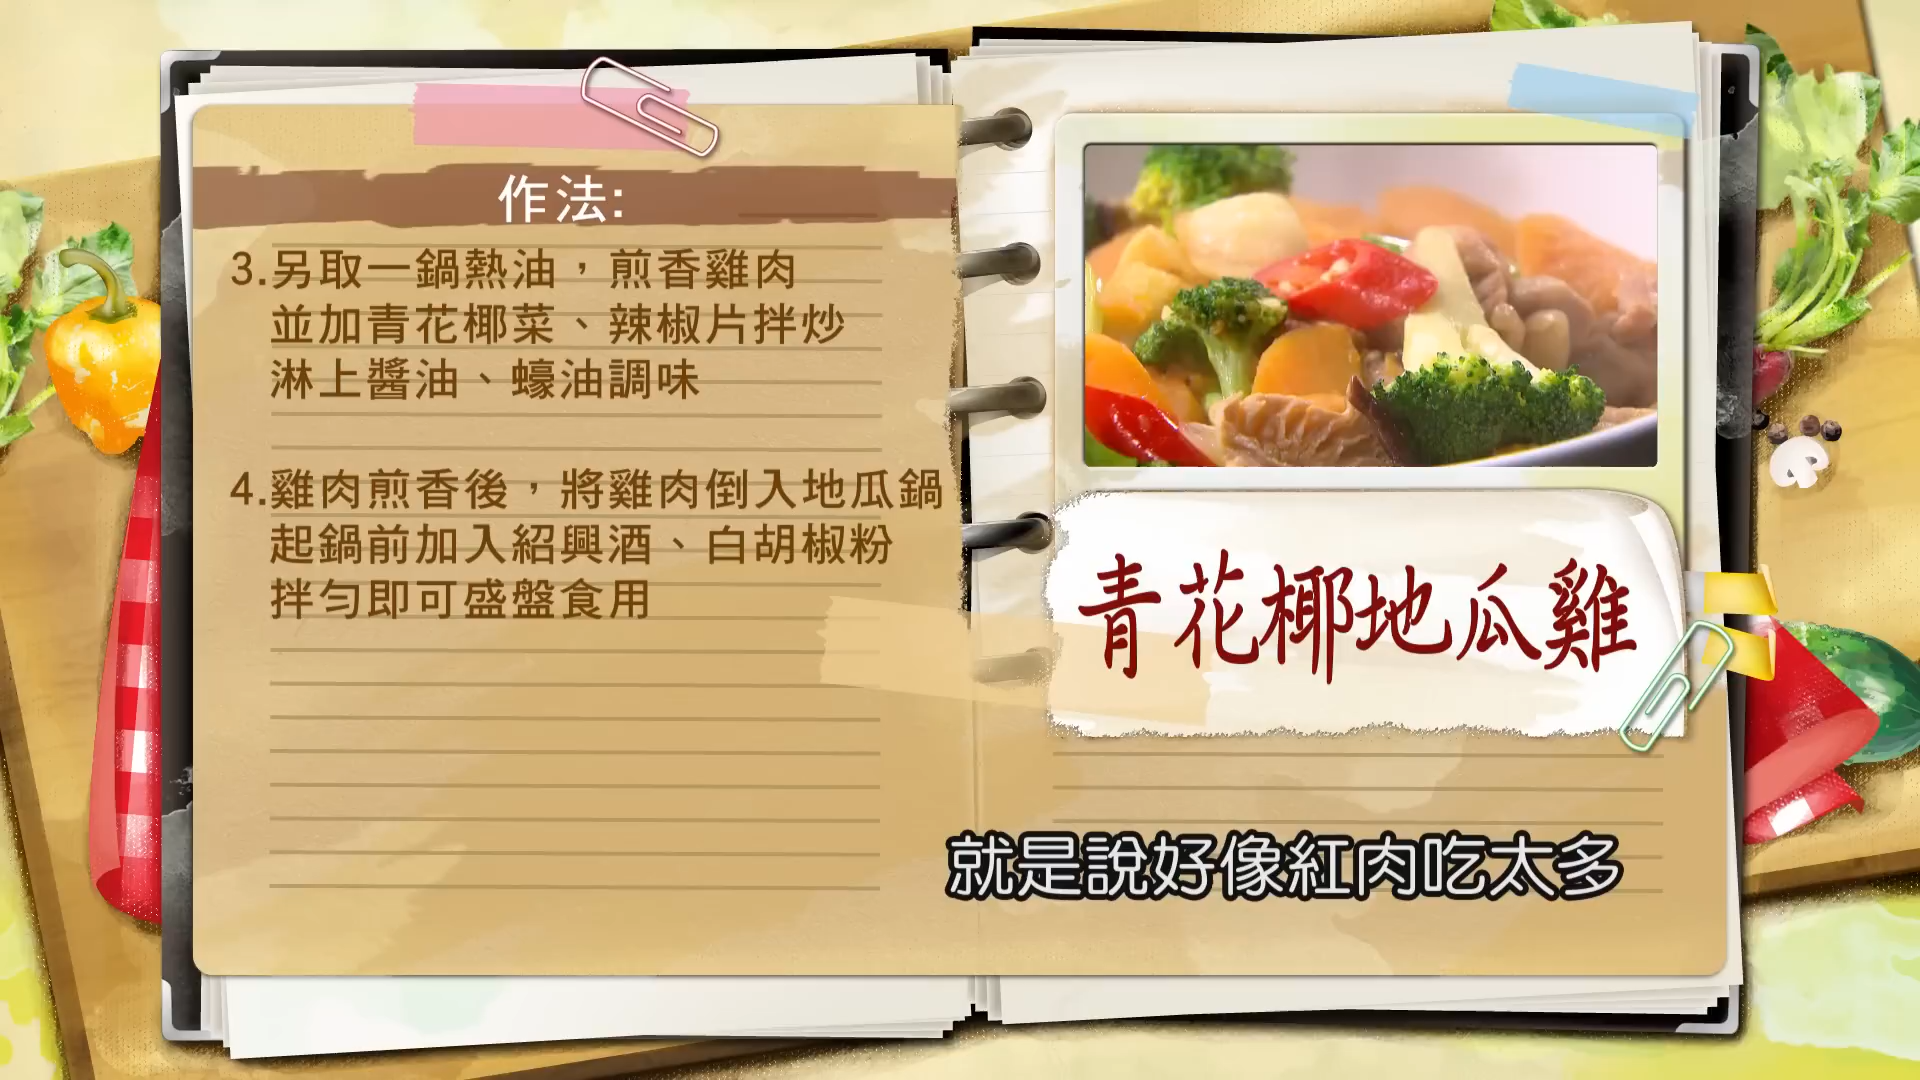 作法:
3.另取一鍋熱油，煎香雞肉
並加青花椰菜、辣椒片拌炒
淋上醬油、蠔油調味
4.雞肉煎香後，將雞肉倒入地瓜鍋
起鍋前加入紹興酒、白胡椒粉
拌勻即可盛盤食用
青花椰地瓜雞
就是說好像紅肉吃太多